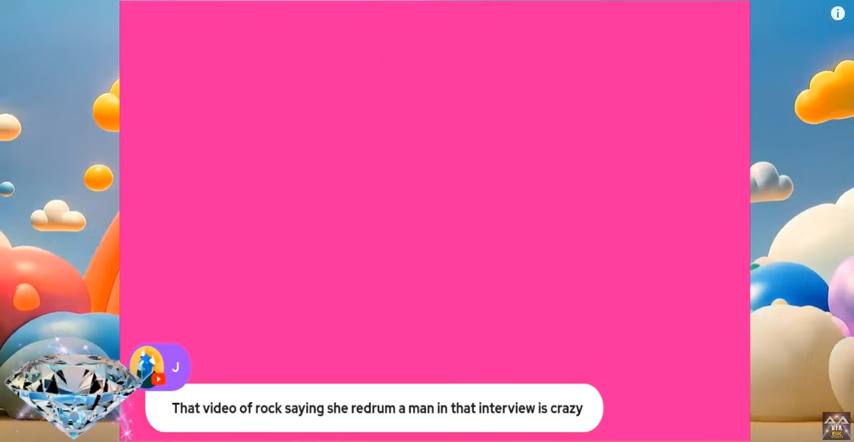 J
That video of rock saying she redrum a man in that interview is crazy